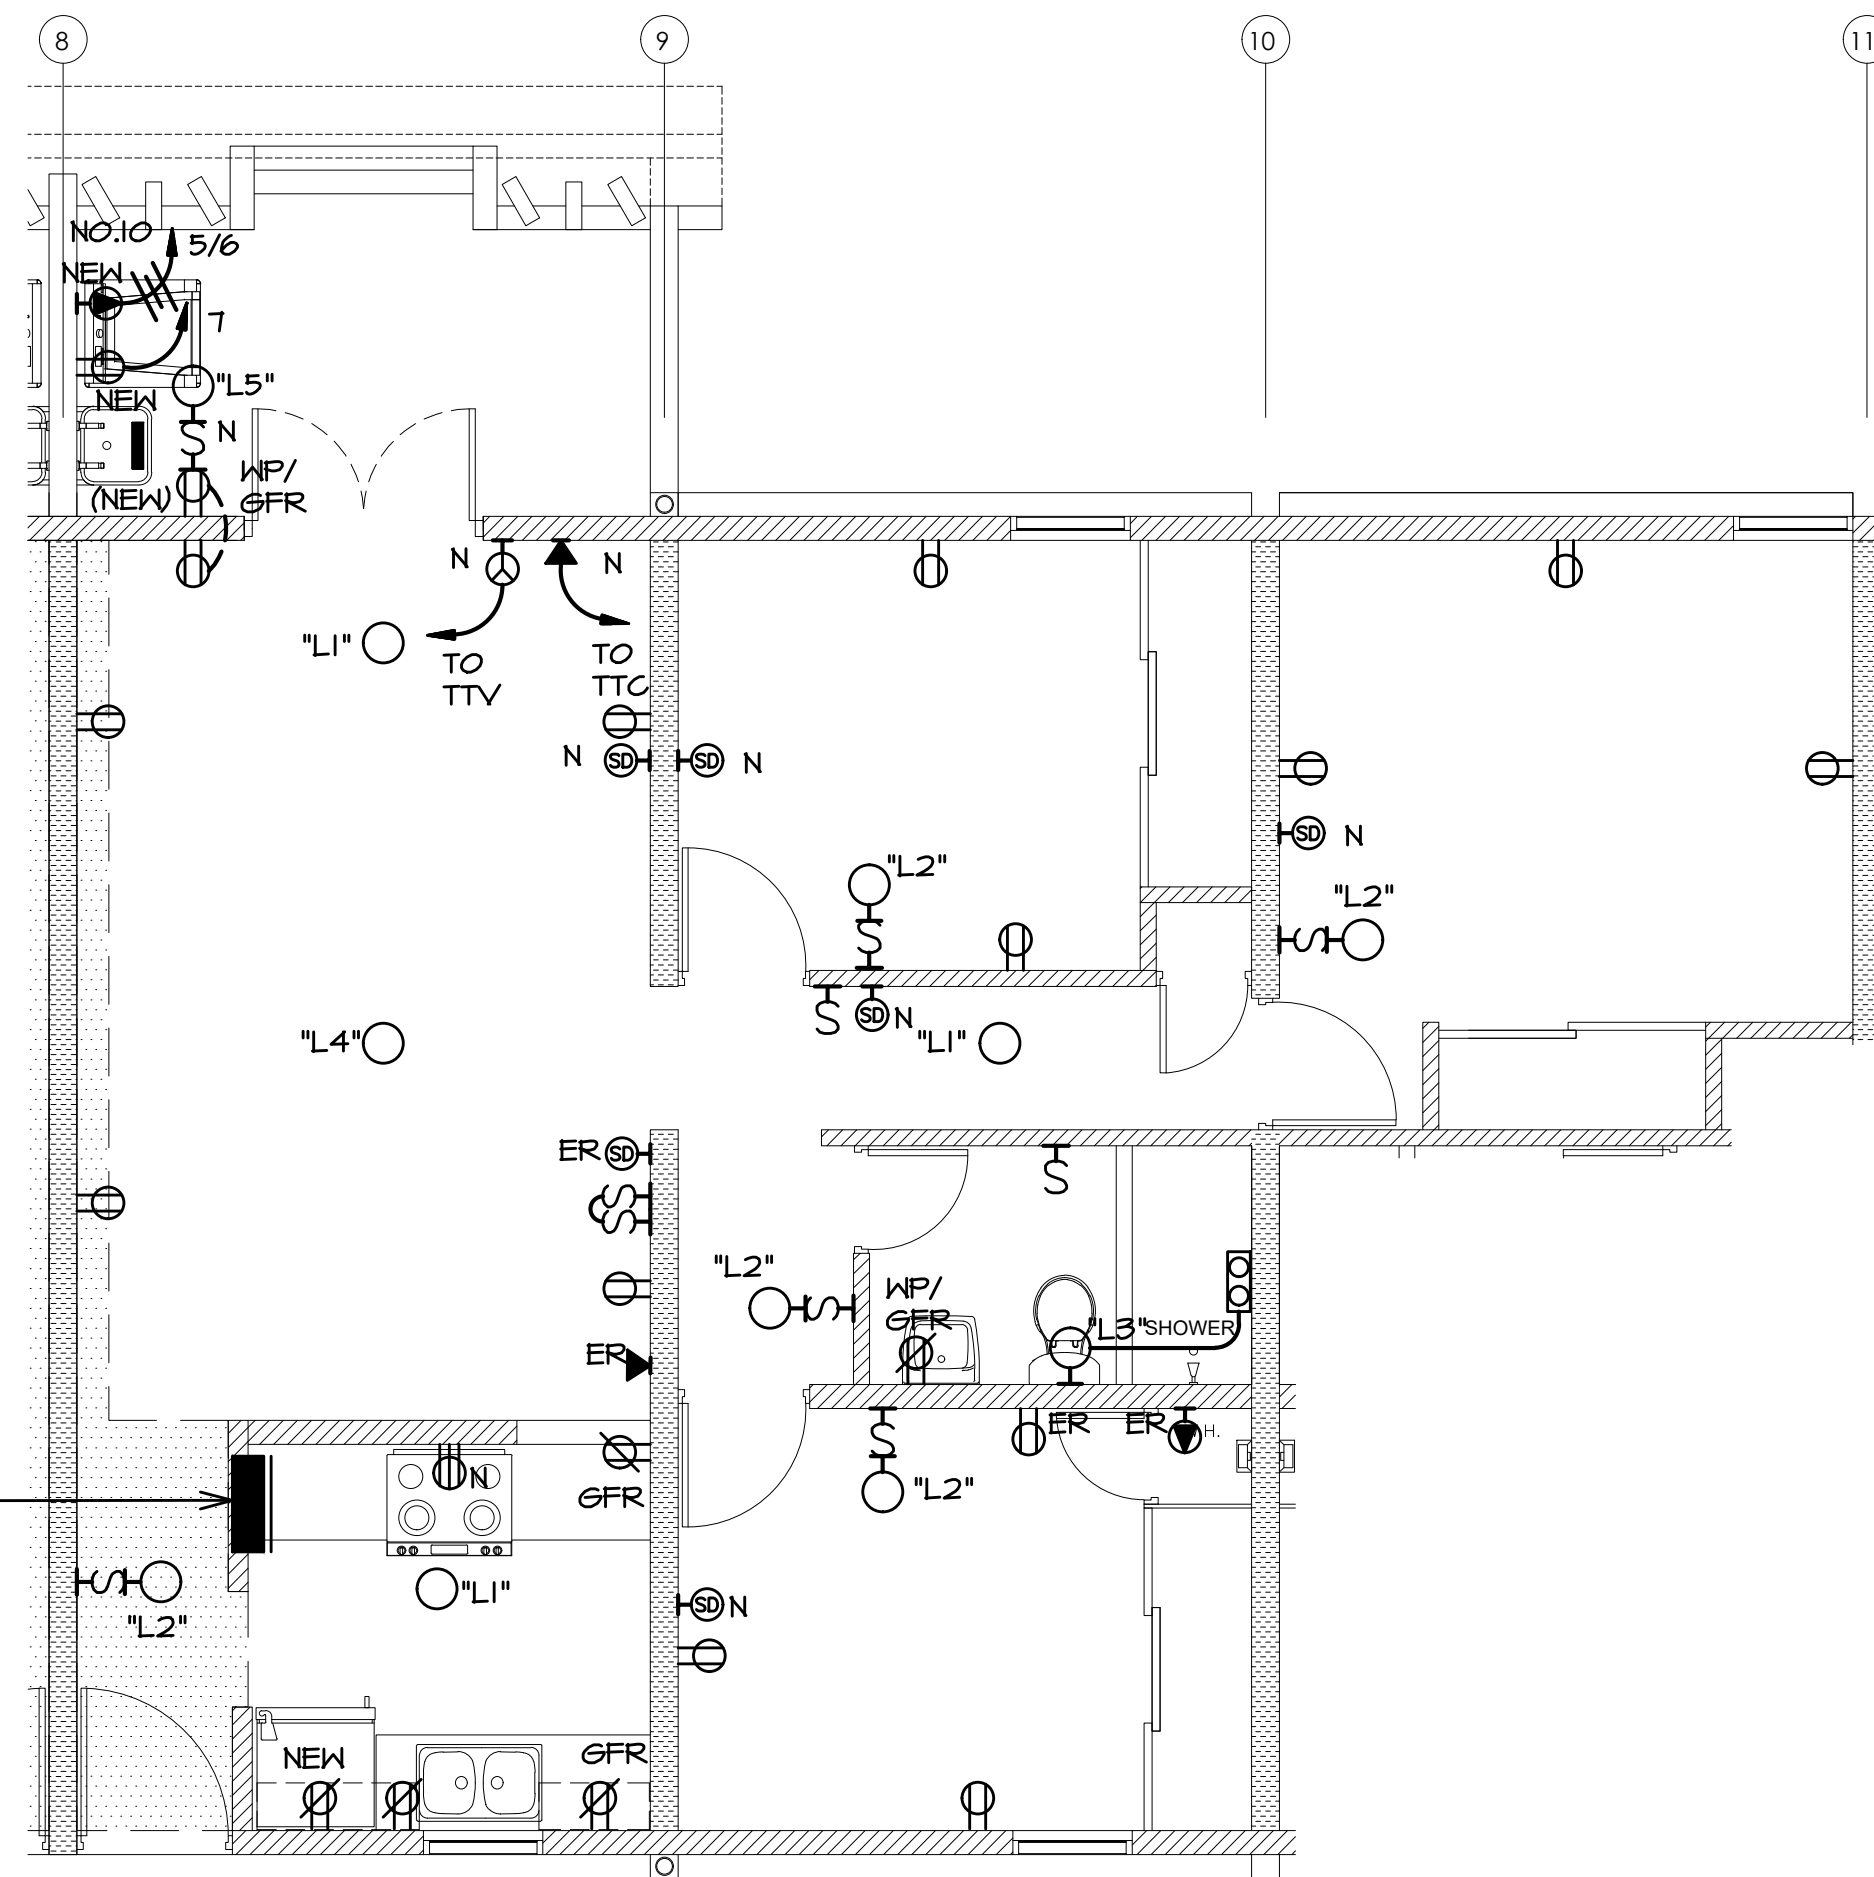 8
9
10
11
NO.10
5/6
NEW
7
"L5"
NEW
N
S
WP/
GFR
(NEW)
N
N
"L1"
TO
TTV
TO
TTC
N
SD
SD
N
SD
N
"L2"
"L2"
S
S
S
SD
N
"L4"
"L1"
ER
SD
S
S
S
"L2"
S
WP/
GFR
"L3"
SHOWER
ER
S
ER
ER
H.
N
GFR
"L2"
S
"L1"
"L2"
SD
N
NEW
GFR